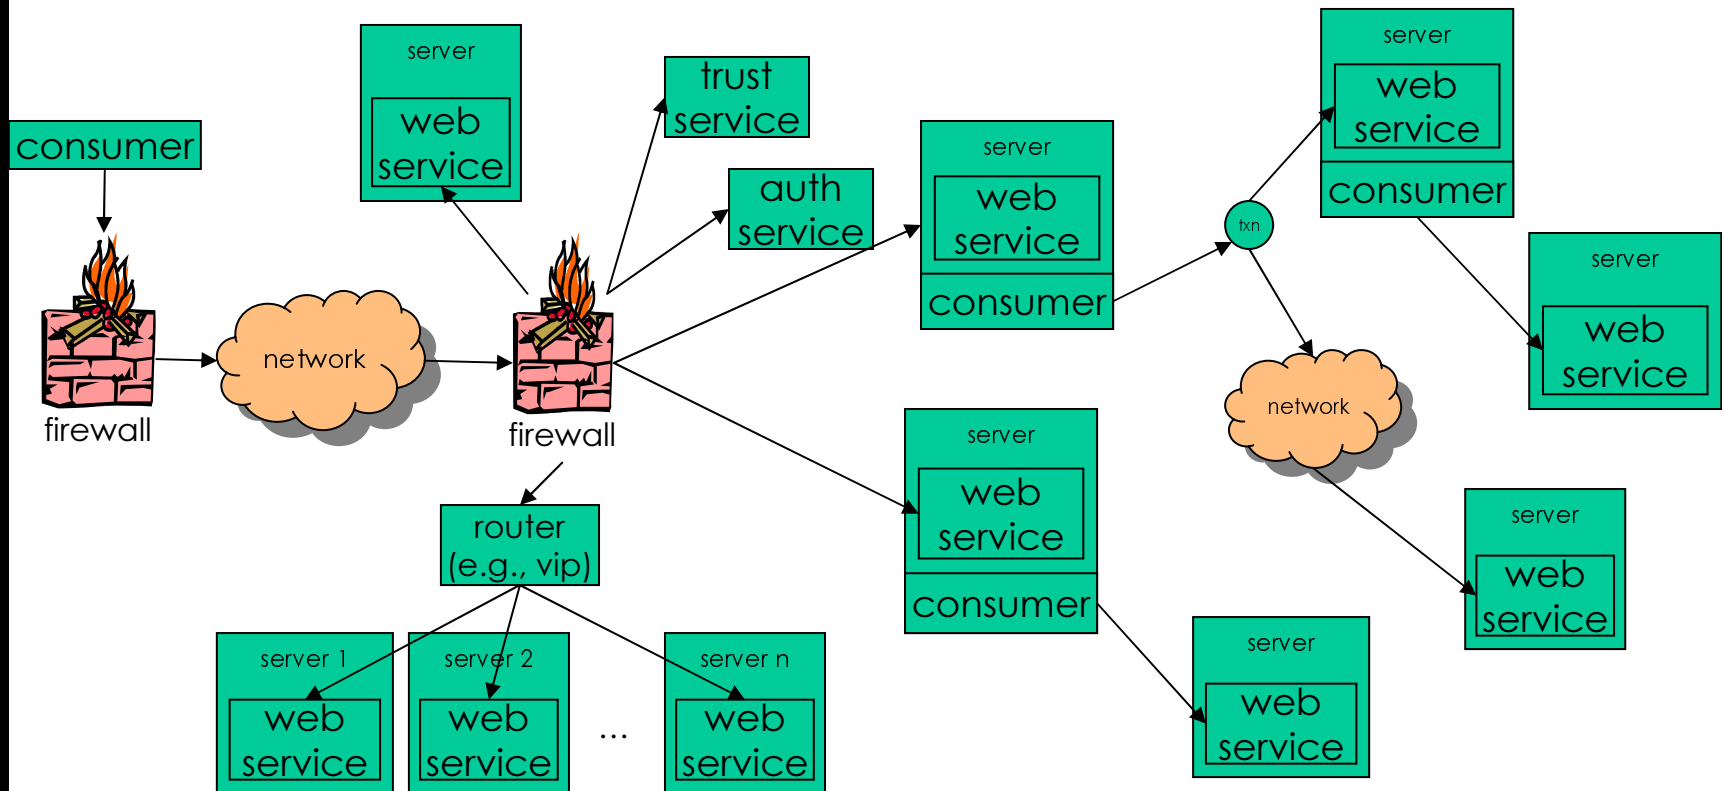 consumer
firewall
network
firewall
server
web
service
trust
service
auth
service
router
(e.g., vip)
server 1
web
service
server 2
web
service
...
server n
web
service
server
web
service
consumer
txn
server
web
service
consumer
server
web
service
network
server
web
service
server
web
service
consumer
server
web
service